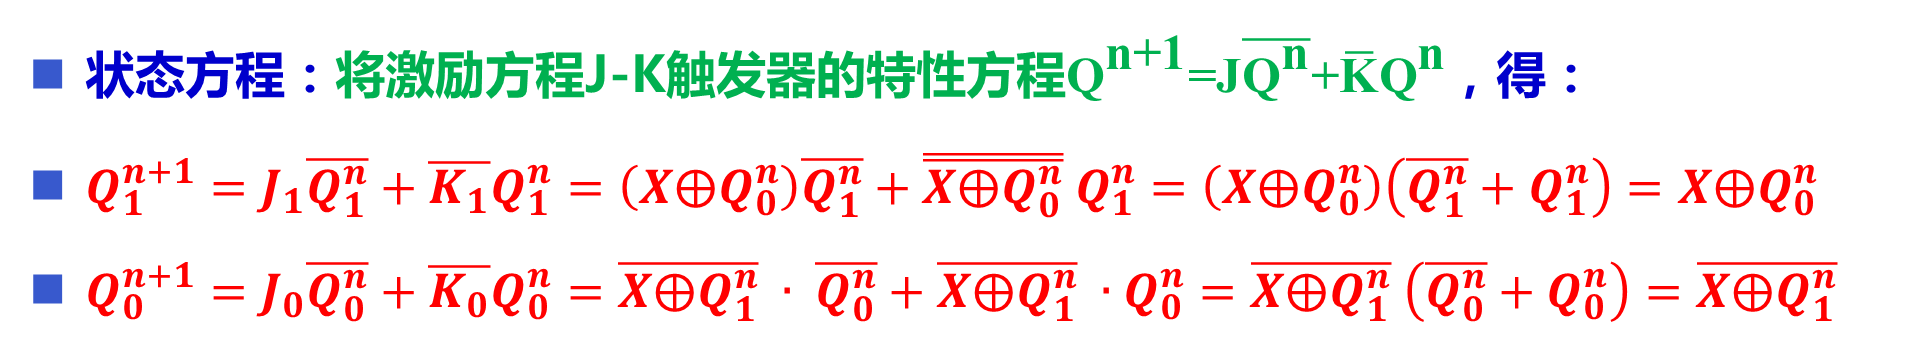 ■ 状态方程：将激励方程J-K触发器的特性方程Q^{n+1}=J\overline{Q^n}+\overline{K}Q^n，得：
■ Q_1^{n+1} = J_1\overline{Q_1^n} + \overline{K_1}Q_1^n = (X⊕Q_0^n)\overline{Q_1^n} + \overline{\overline{X⊕Q_0^n}} Q_1^n = (X⊕Q_0^n)(\overline{Q_1^n} + Q_1^n) = X⊕Q_0^n
■ Q_0^{n+1} = J_0\overline{Q_0^n} + \overline{K_0}Q_0^n = \overline{X⊕Q_1^n} · \overline{Q_0^n} + \overline{X⊕Q_1^n} · Q_0^n = \overline{X⊕Q_1^n} (\overline{Q_0^n} + Q_0^n) = \overline{X⊕Q_1^n}